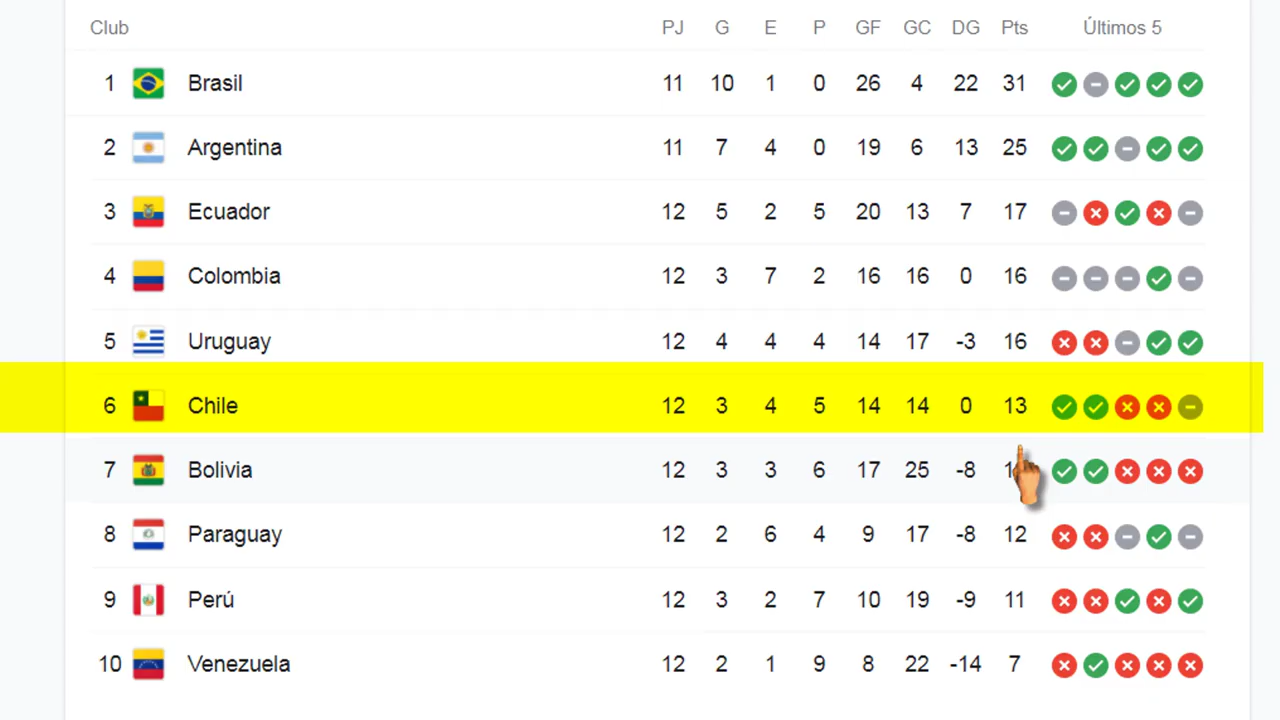 Club PJ G E P GF GC DG Pts Últimos 5
1 Brasil 11 10 1 0 26 4 22 31
2 Argentina 11 7 4 0 19 6 13 25
3 Ecuador 12 5 2 5 20 13 7 17
4 Colombia 12 3 7 2 16 16 0 16
5 Uruguay 12 4 4 4 14 17 -3 16
6 Chile 12 3 4 5 14 14 0 13
7 Bolivia 12 3 3 6 17 25 -8
8 Paraguay 12 2 6 4 9 17 -8 12
9 Perú 12 3 2 7 10 19 -9 11
10 Venezuela 12 2 1 9 8 22 -14 7